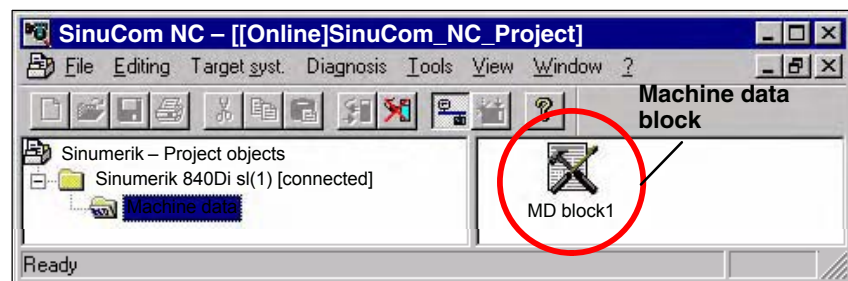 SinuCom NC – [[Online]SinuCom_NC_Project]
File Editing Target syst. Diagnosis Tools View Window ?
Machine data
block
Sinumerik – Project objects
Sinumerik 840Di sl(1) [connected]
Machine data
MD block1
Ready